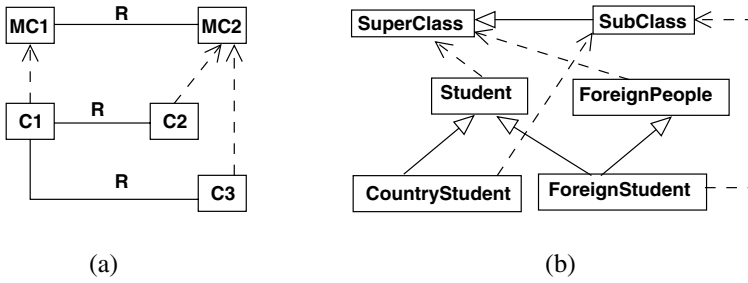 MC1 R MC2
C1 R C2
R
C3
(a)
SuperClass SubClass
Student ForeignPeople
CountryStudent ForeignStudent
(b)